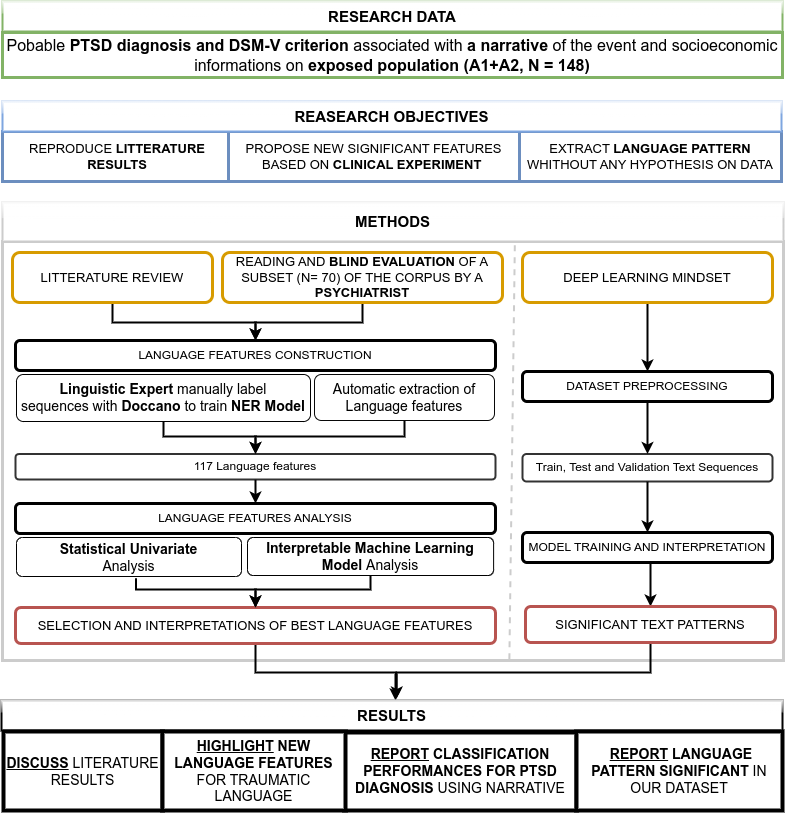 RESEARCH DATA
Pobable PTSD diagnosis and DSM-V criterion associated with a narrative of the event and socioeconomic
informations on exposed population (A1+A2, N = 148)
REASEARCH OBJECTIVES
REPRODUCE LITTERATURE
RESULTS
PROPOSE NEW SIGNIFICANT FEATURES
BASED ON CLINICAL EXPERIMENT
EXTRACT LANGUAGE PATTERN
WHITHOUT ANY HYPOTHESIS ON DATA
METHODS
LITTERATURE REVIEW
READING AND BLIND EVALUATION OF A
SUBSET (N= 70) OF THE CORPUS BY A
PSYCHIATRIST
LANGUAGE FEATURES CONSTRUCTION
Linguistic Expert manually label
sequences with Doccano to train NER Model
Automatic extraction of
Language features
117 Language features
LANGUAGE FEATURES ANALYSIS
Statistical Univariate
Analysis
Interpretable Machine Learning
Model Analysis
SELECTION AND INTERPRETATIONS OF BEST LANGUAGE FEATURES
DEEP LEARNING MINDSET
DATASET PREPROCESSING
Train, Test and Validation Text Sequences
MODEL TRAINING AND INTERPRETATION
SIGNIFICANT TEXT PATTERNS
RESULTS
DISCUSS LITERATURE
RESULTS
HIGHLIGHT NEW
LANGUAGE FEATURES
FOR TRAUMATIC
LANGUAGE
REPORT CLASSIFICATION
PERFORMANCES FOR PTSD
DIAGNOSIS USING NARRATIVE
REPORT LANGUAGE
PATTERN SIGNIFICANT IN
OUR DATASET